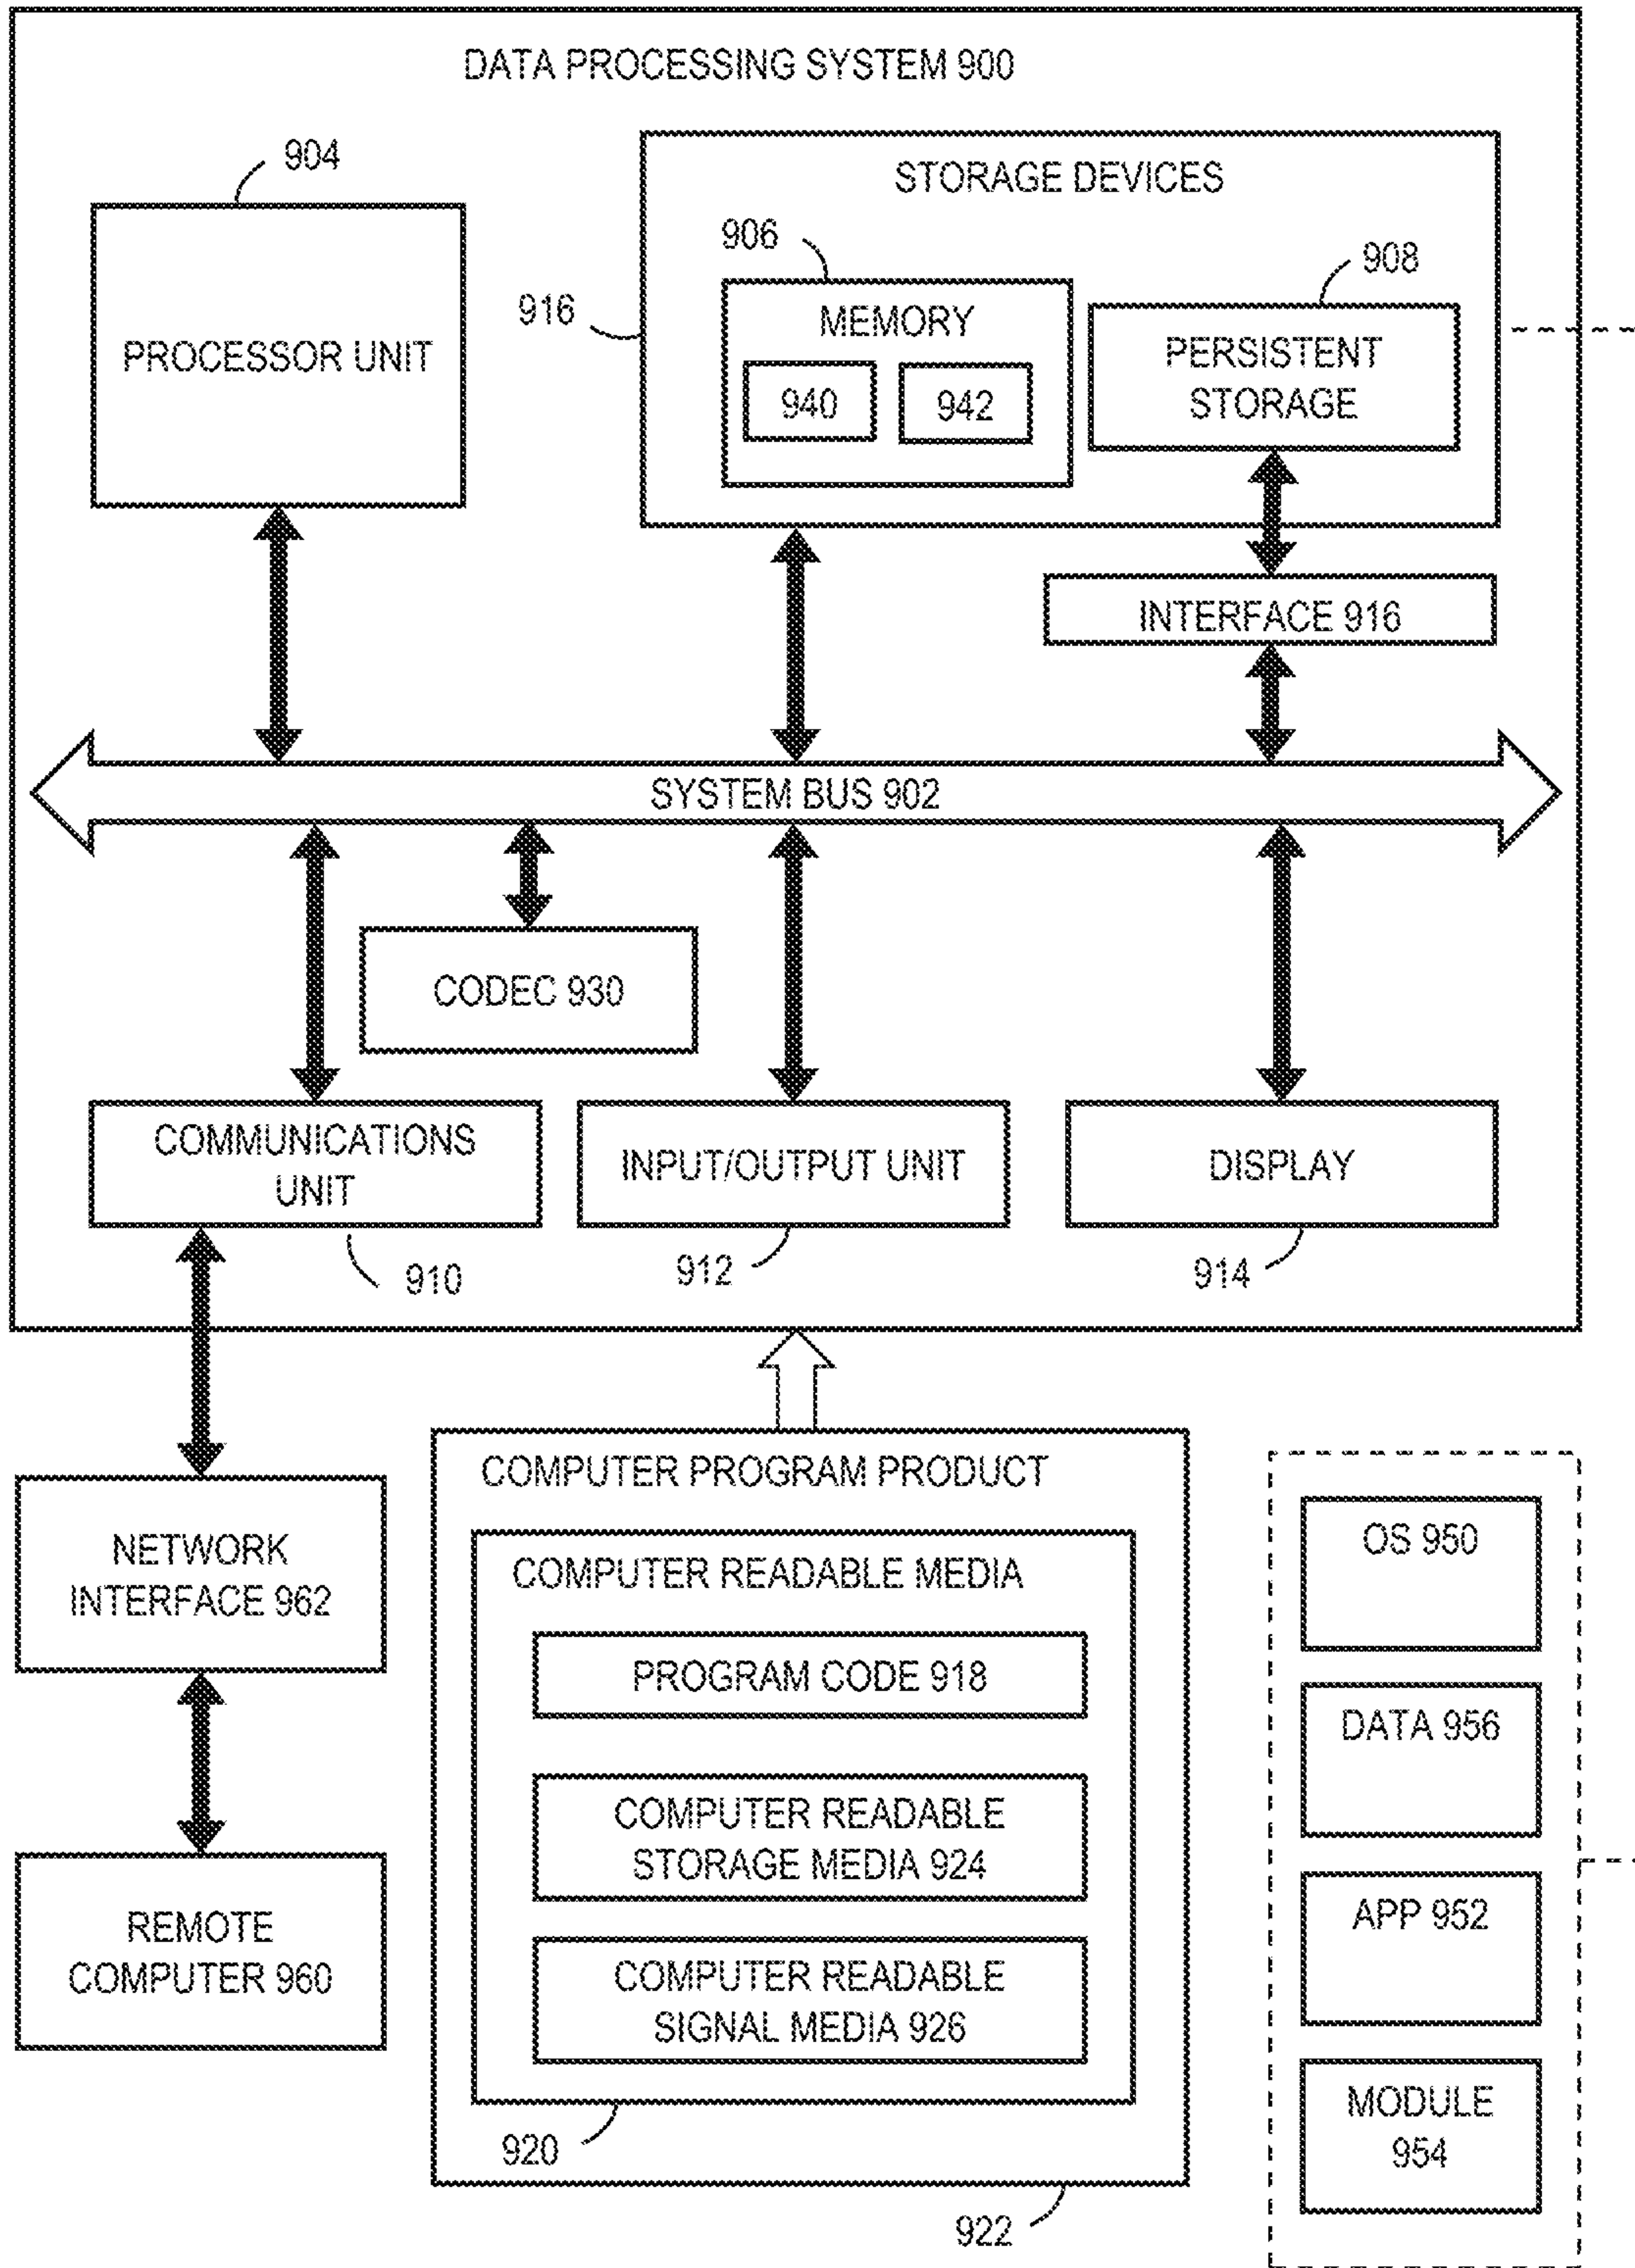 DATA PROCESSING SYSTEM 900
904
STORAGE DEVICES
906
908
916
MEMORY
PROCESSOR UNIT
PERSISTENT
STORAGE
940
942
INTERFACE 916
SYSTEM BUS 902
CODEC 930
COMMUNICATIONS
UNIT
INPUT/OUTPUT UNIT
DISPLAY
910
912
914
COMPUTER PROGRAM PRODUCT
NETWORK
INTERFACE 962
COMPUTER READABLE MEDIA
PROGRAM CODE 918
COMPUTER READABLE
STORAGE MEDIA 924
REMOTE
COMPUTER 960
COMPUTER READABLE
SIGNAL MEDIA 926
920
922
OS 950
DATA 956
APP 952
MODULE
954